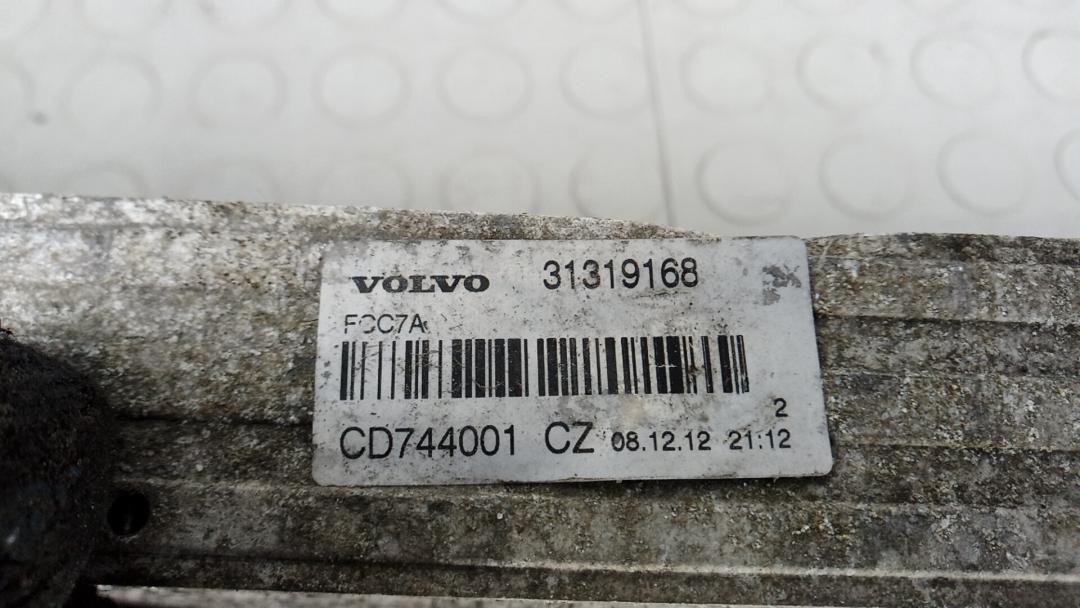 VOLVO 31319168
FCC7A
2
CD744001 CZ 08.12.12 21:12